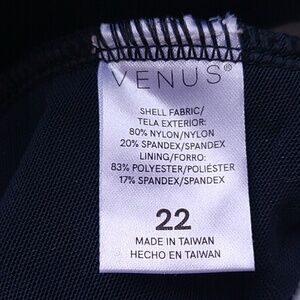 VENUS®
SHELL FABRIC/
TELA EXTERIOR:
80% NYLON/NYLON
20% SPANDEX/SPANDEX
LINING/FORRO:
83% POLYESTER/POLIÉSTER
17% SPANDEX/SPANDEX
22
MADE IN TAIWAN
HECHO EN TAIWAN